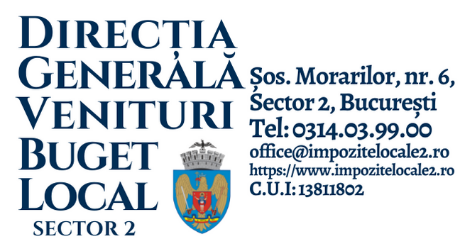 Direcția
Generală
Venituri
Buget
Local
SECTOR 2
Șos. Morarilor, nr. 6,
Sector 2, București
Tel: 0314.03.99.00
office@impozitelocale2.ro
https://www.impozitelocale2.ro
C.U.I: 13811802